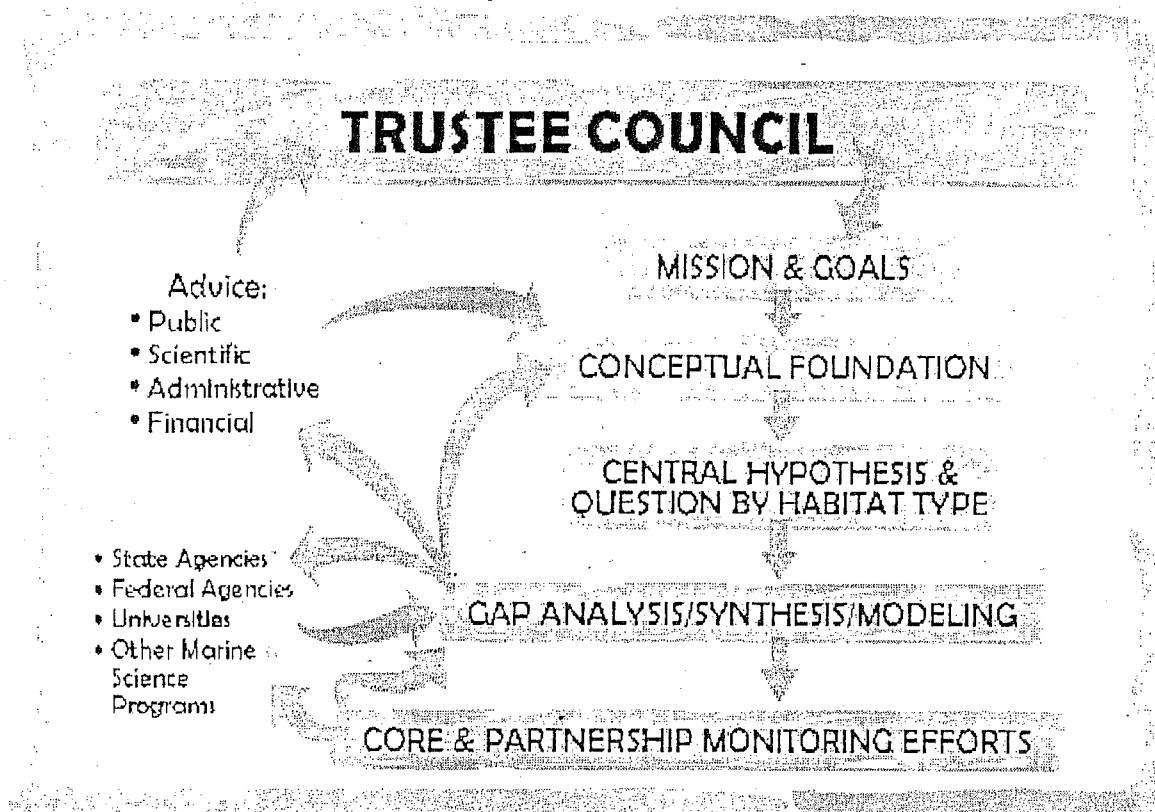 TRUSTEE COUNCIL
MISSION & GOALS
Advice:
• Public
• Scientific
• Administrative
• Financial
CONCEPTUAL FOUNDATION
CENTRAL HYPOTHESIS &
QUESTION BY HABITAT TYPE
• State Agencies
• Federal Agencies
• Universities
• Other Marine
Science
Programs
GAP ANALYSIS/SYNTHESIS/MODELING
CORE & PARTNERSHIP MONITORING EFFORTS